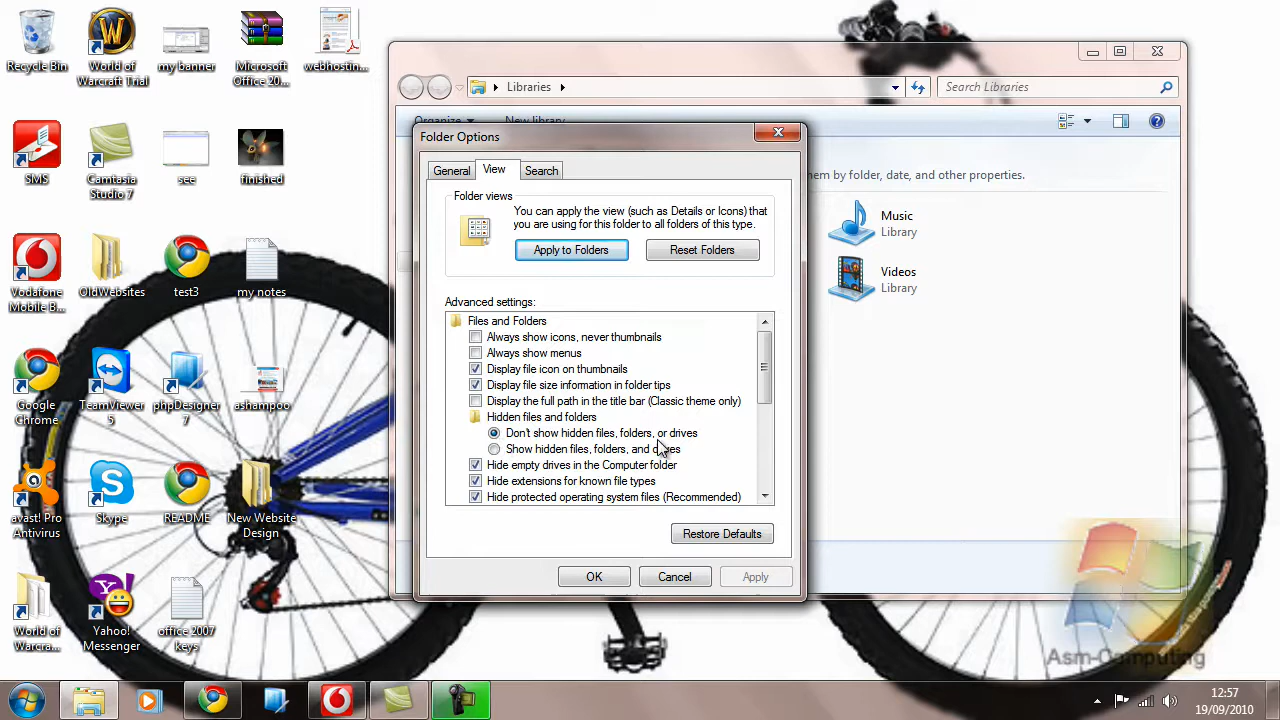 Recycle Bin
World of
Warcraft Trial
my banner
Microsoft
Office 20...
webhostin...
SMS
Camtasia
Studio 7
see
finished
Vodafone
Mobile B...
OldWebsites
test3
my notes
Google
Chrome
TeamViewer
5
phpDesigner
7
ashampoo
avast! Pro
Antivirus
Skype
README
New Website
Design
World of
Warcra...
Yahoo!
Messenger
office 2007
keys
Libraries
Search Libraries
Organize
New library
by folder, date, and other properties.
Music
Library
Videos
Library
Folder Options
General
View
Search
Folder views
You can apply the view (such as Details or Icons) that
you are using for this folder to all folders of this type.
Apply to Folders
Reset Folders
Advanced settings:
Files and Folders
Always show icons, never thumbnails
Always show menus
Display file icon on thumbnails
Display file size information in folder tips
Display the full path in the title bar (Classic theme only)
Hidden files and folders
Don't show hidden files, folders, or drives
Show hidden files, folders, and drives
Hide empty drives in the Computer folder
Hide extensions for known file types
Hide protected operating system files (Recommended)
Restore Defaults
OK
Cancel
Apply
Asm Computing
12:57
19/09/2010